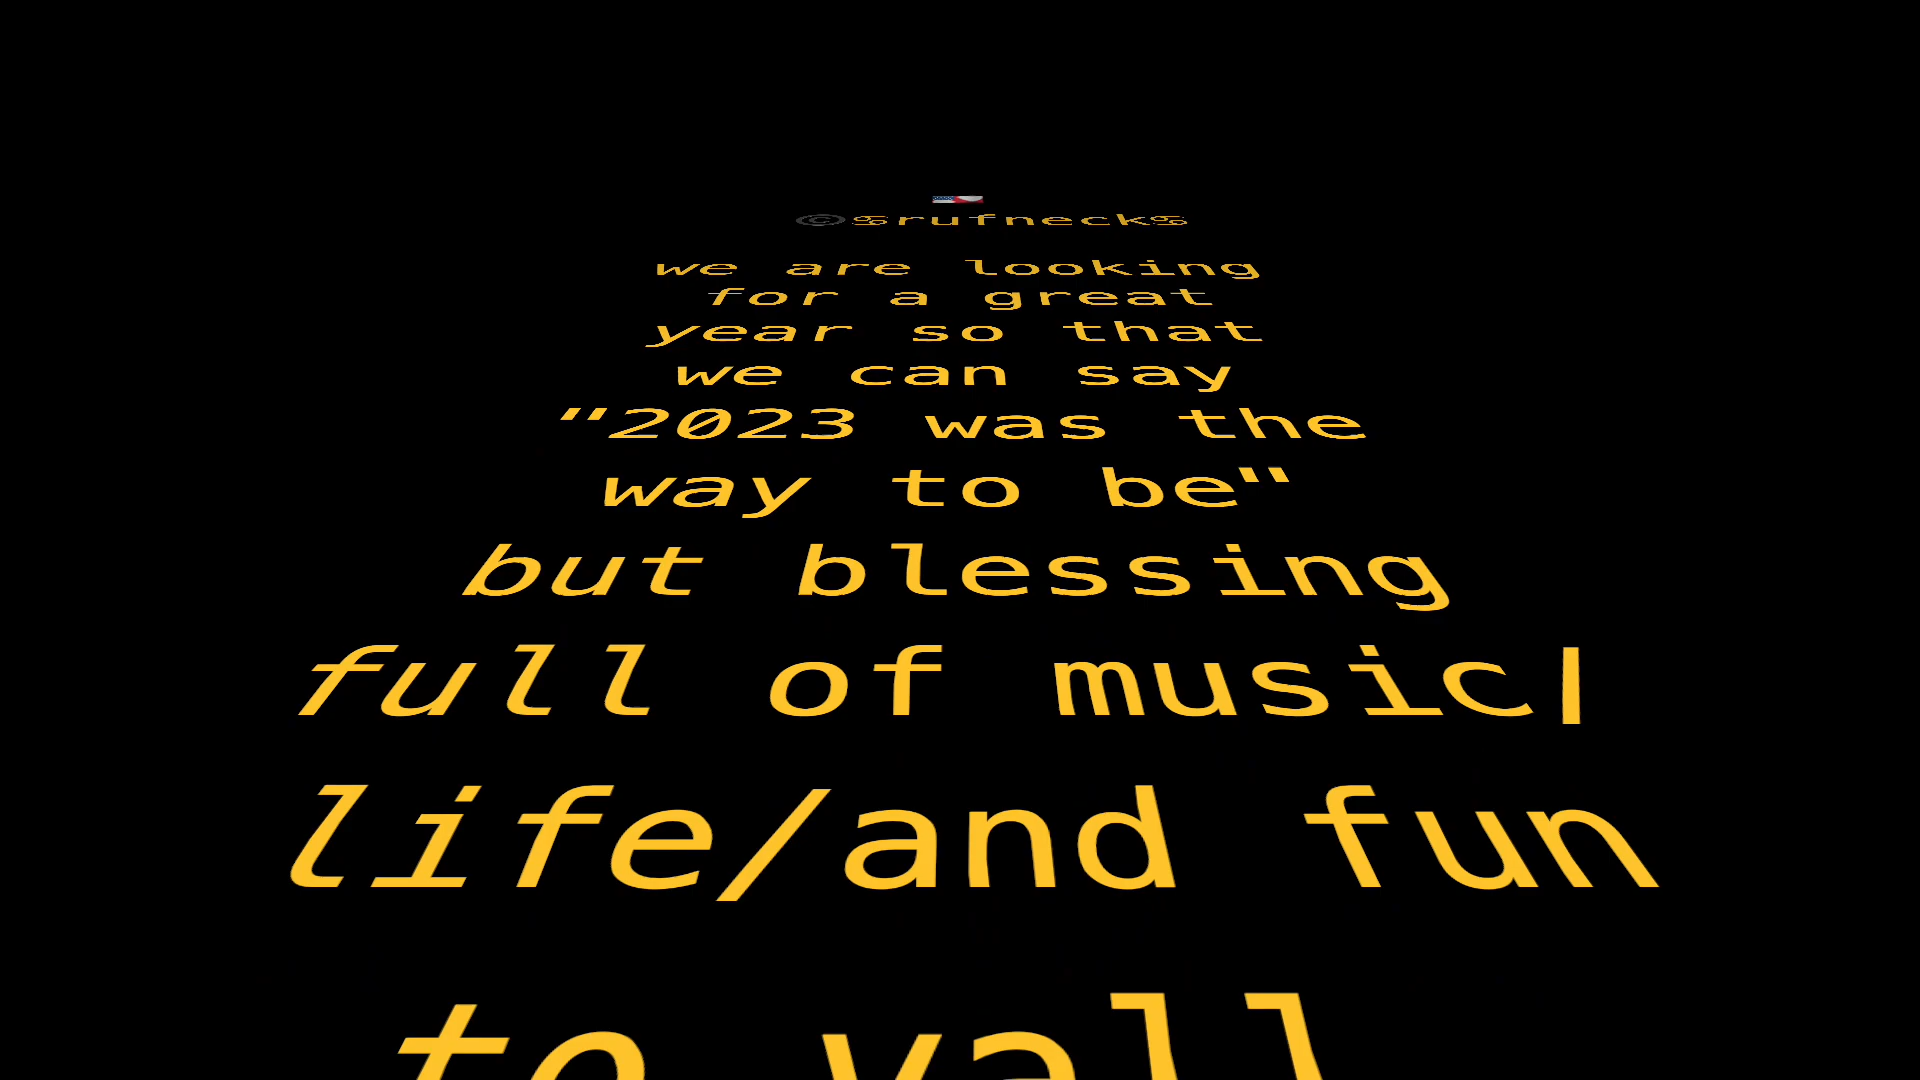 ©♋rufneck♋
we are looking
for a great
year so that
we can say
"2023 was the
way to be"
but blessing
full of music|
life/and fun
to yall